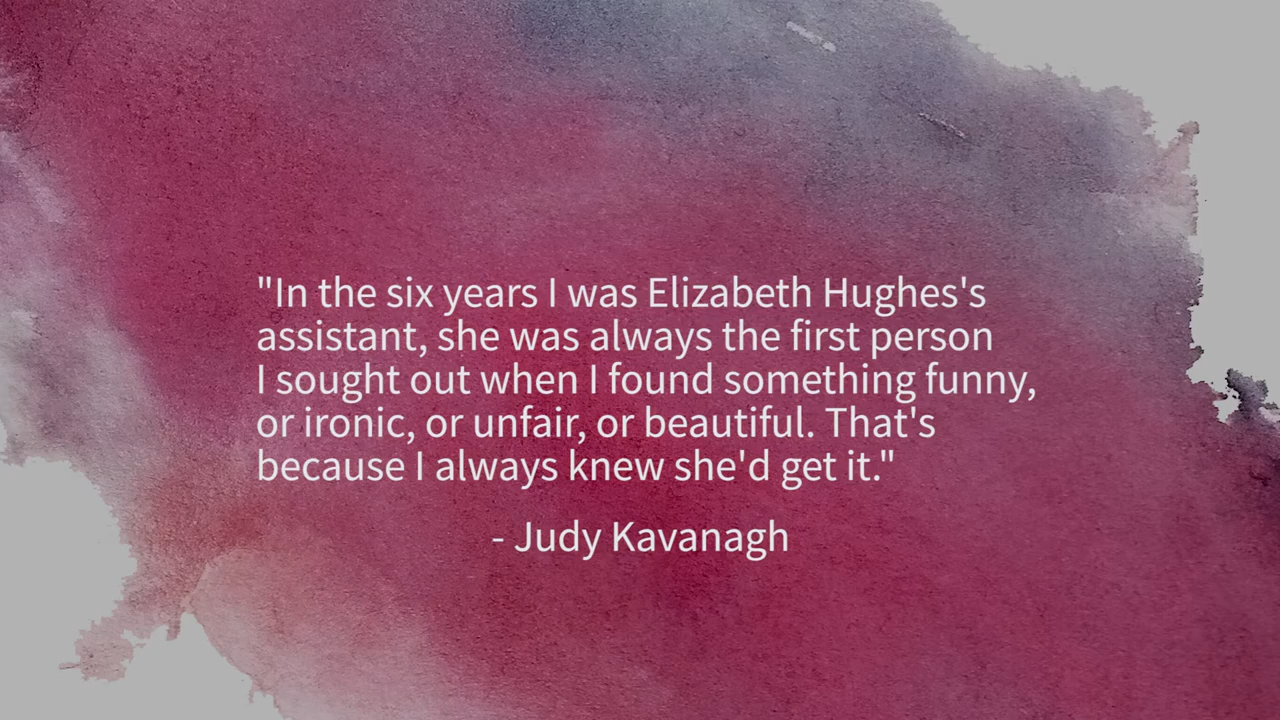 "In the six years I was Elizabeth Hughes's
assistant, she was always the first person
I sought out when I found something funny,
or ironic, or unfair, or beautiful. That's
because I always knew she'd get it."
- Judy Kavanagh